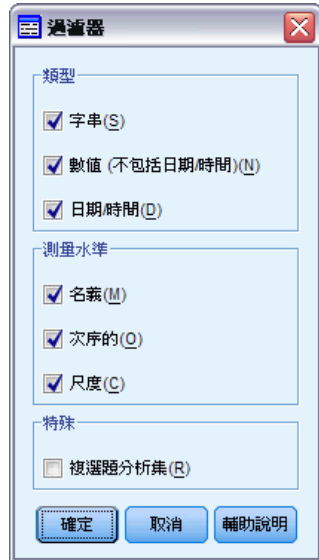 過濾器
類型
字串(S)
數值 (不包括日期/時間)(N)
日期/時間(D)
測量水準
名義(M)
次序的(O)
尺度(C)
特殊
複選題分析集(R)
確定 取消 輔助說明